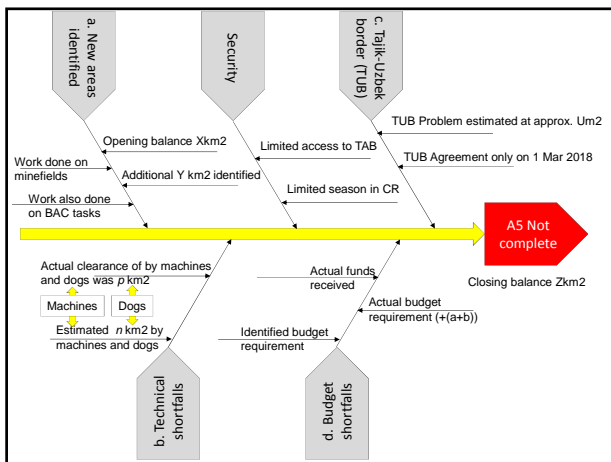 a. New areas
identified
Security
c. Tajik-Uzbek
border (TUB)
Opening balance Xkm2
Work done on
minefields
Additional Y km2 identified
Work also done
on BAC tasks
Limited access to TAB
Limited season in CR
TUB Problem estimated at approx. Um2
TUB Agreement only on 1 Mar 2018
A5 Not
complete
Closing balance Zkm2
Actual clearance of by machines
and dogs was p km2
Machines
Dogs
Estimated n km2 by
machines and dogs
b. Technical
shortfalls
Actual funds
received
Actual budget
requirement (+(a+b))
Identified budget
requirement
d. Budget
shortfalls